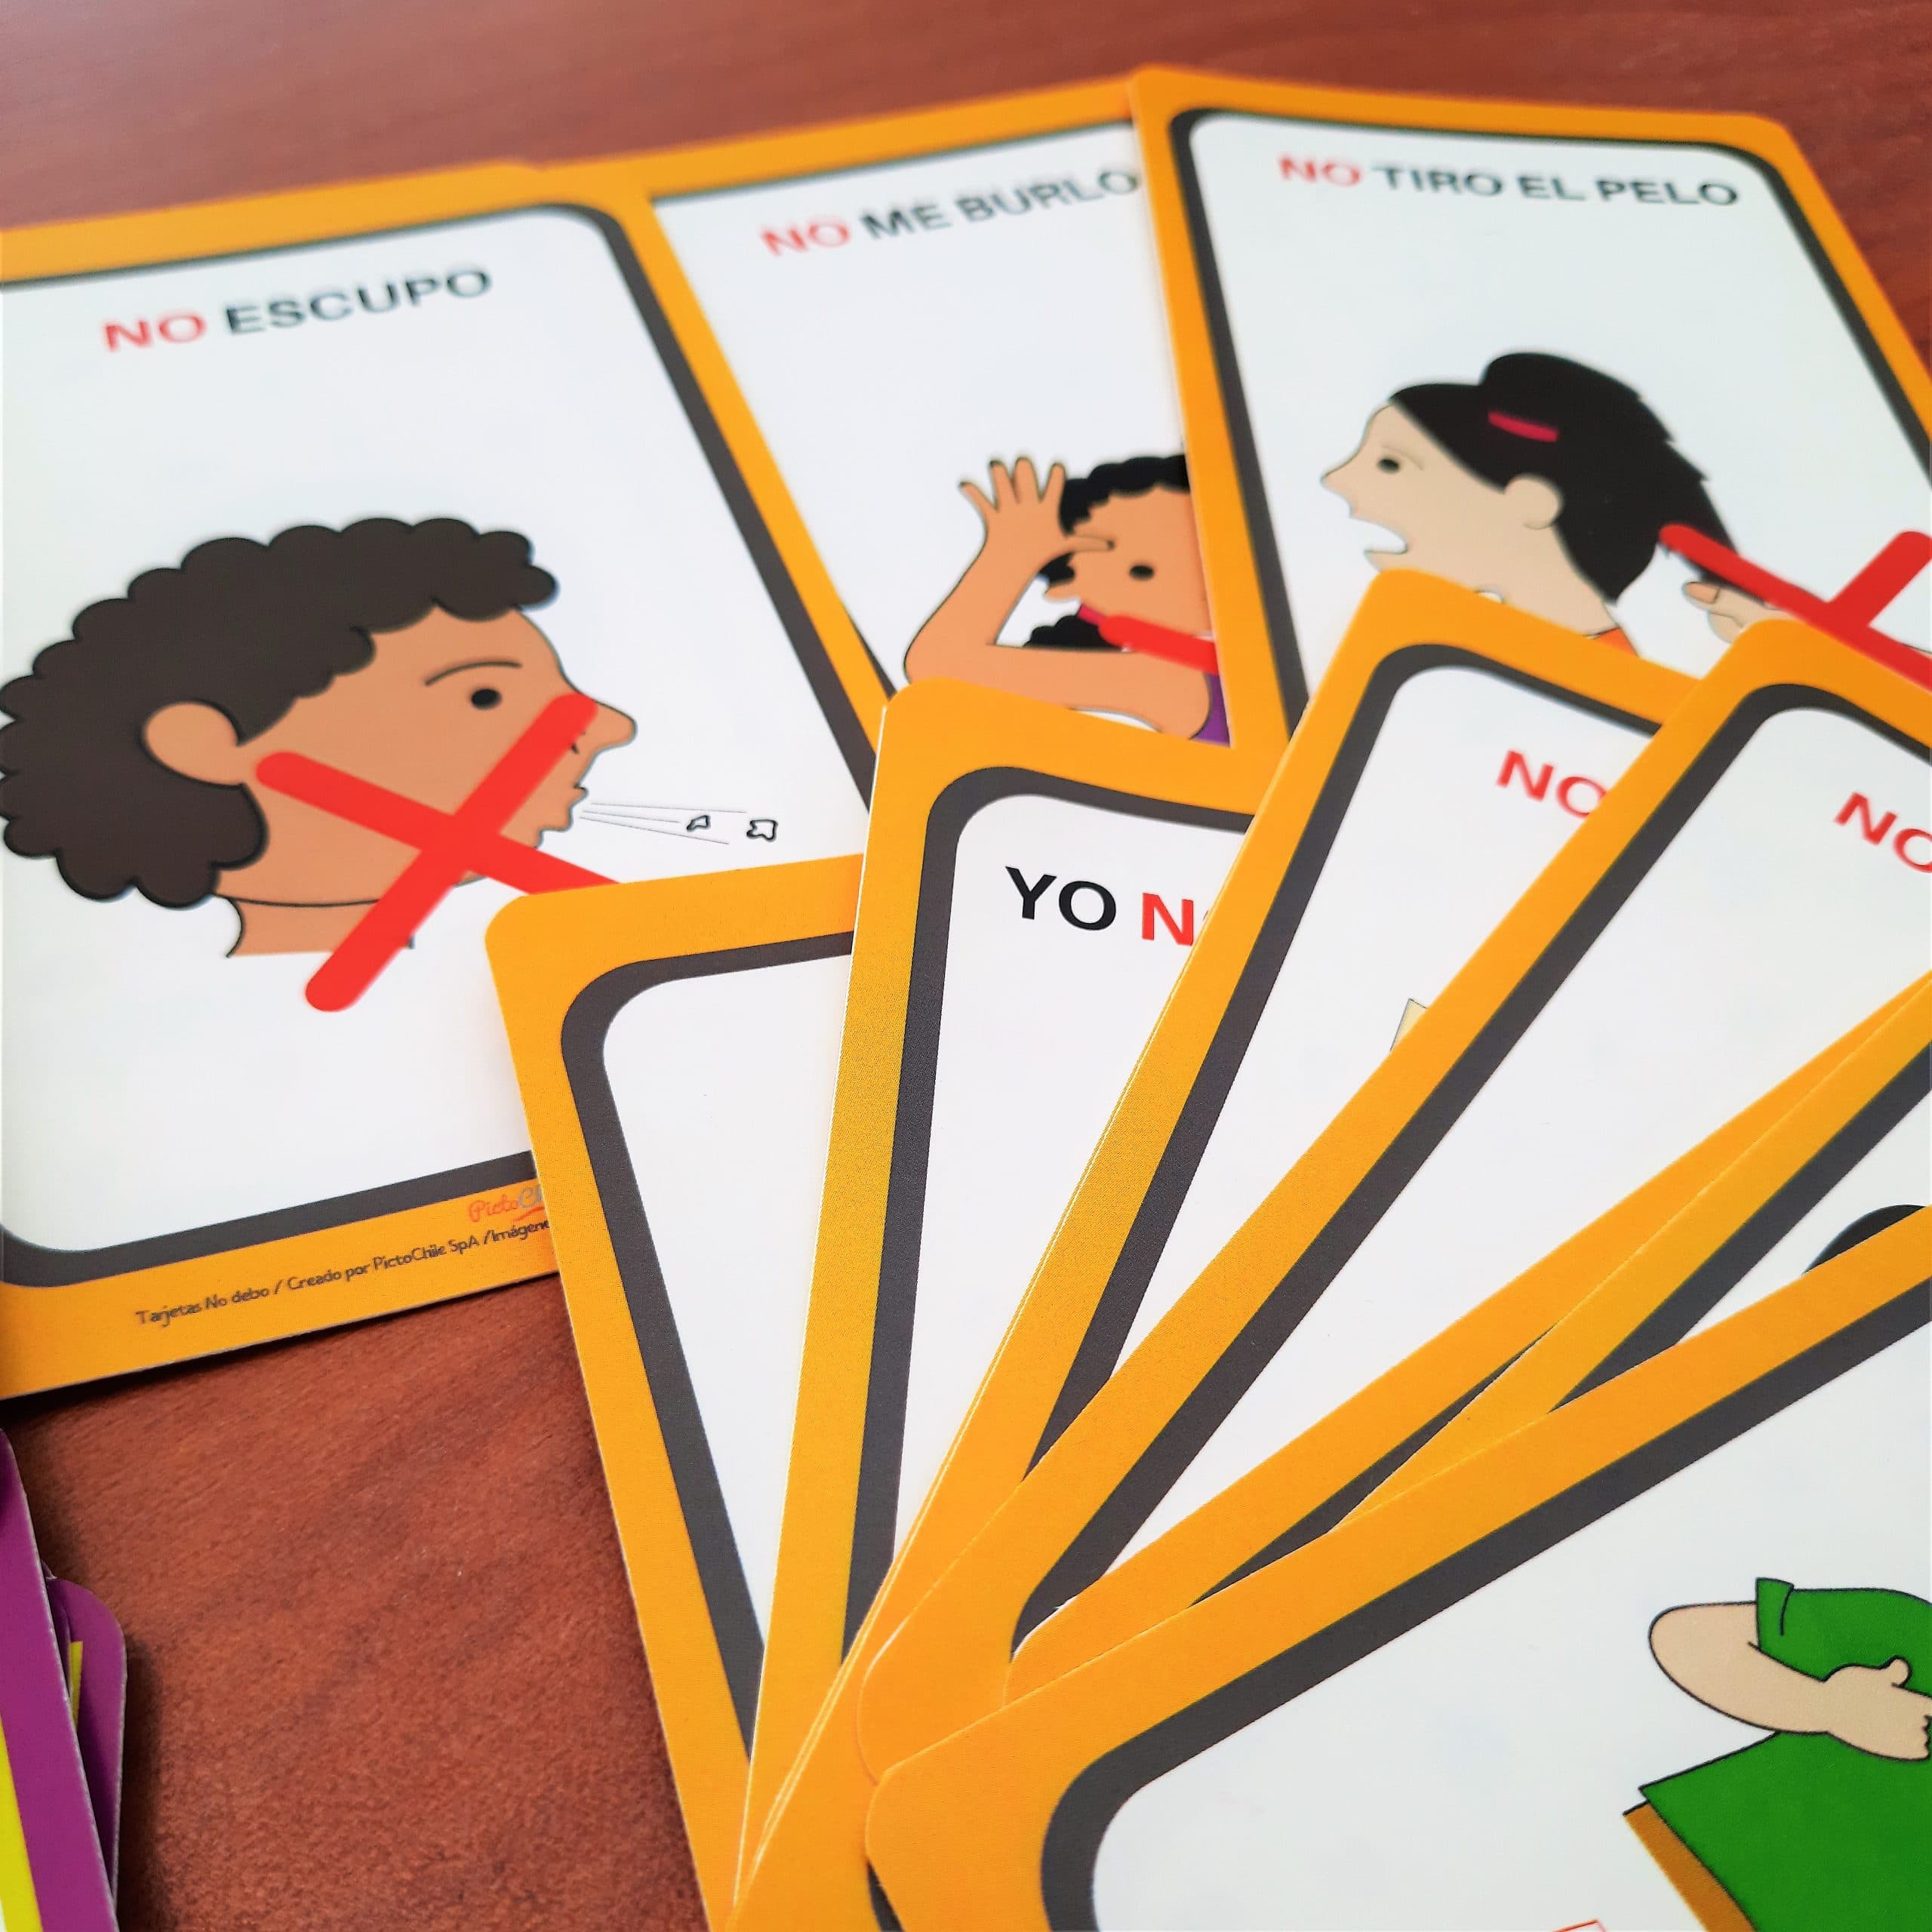 NO ESCUPO
NO ME BURLO
NO TIRO EL PELO
YO
NO
NO
Tarjetas No debo / Creado por PictoChile SpA /